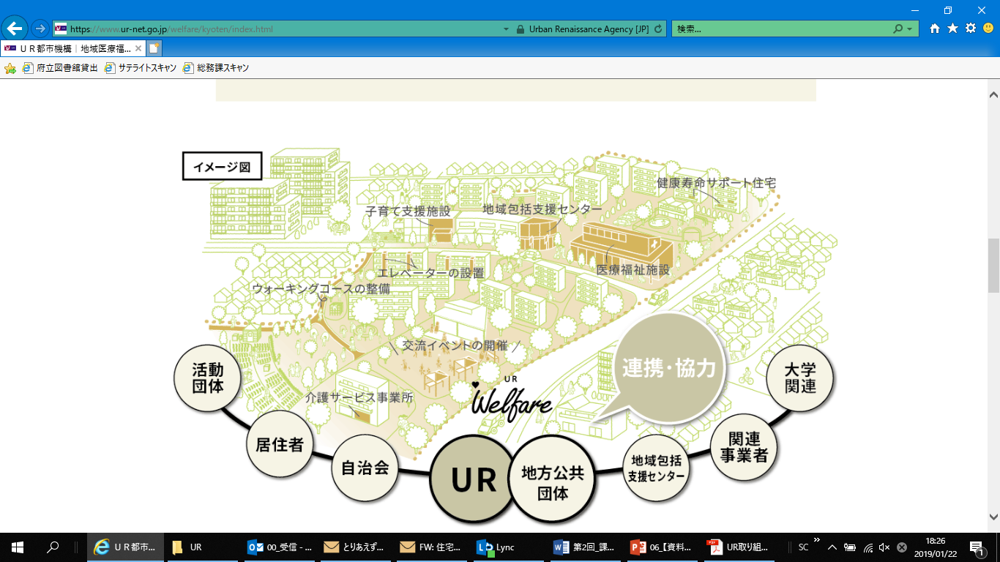 https://www.ur-net.go.jp/welfare/kyoten/index.html
Urban Renaissance Agency [JP]
検索...
ＵＲ都市機構｜地域医療福...
府立図書館貸出
サテライトスキャン
総務課スキャン
イメージ図
健康寿命サポート住宅
子育て支援施設
地域包括支援センター
エレベーターの設置
医療福祉施設
ウォーキングコースの整備
交流イベントの開催
連携・協力
介護サービス事業所
UR
Welfare
活動
団体
居住者
自治会
UR
地方公共
団体
地域包括
支援センター
関連
事業者
大学
関連
ＵＲ都市...
UR
00_受信 - ...
とりあえず...
FW: 住宅...
Lync
第2回_課...
06_【資料...
UR取り組...
SC
18:26
2019/01/22
1